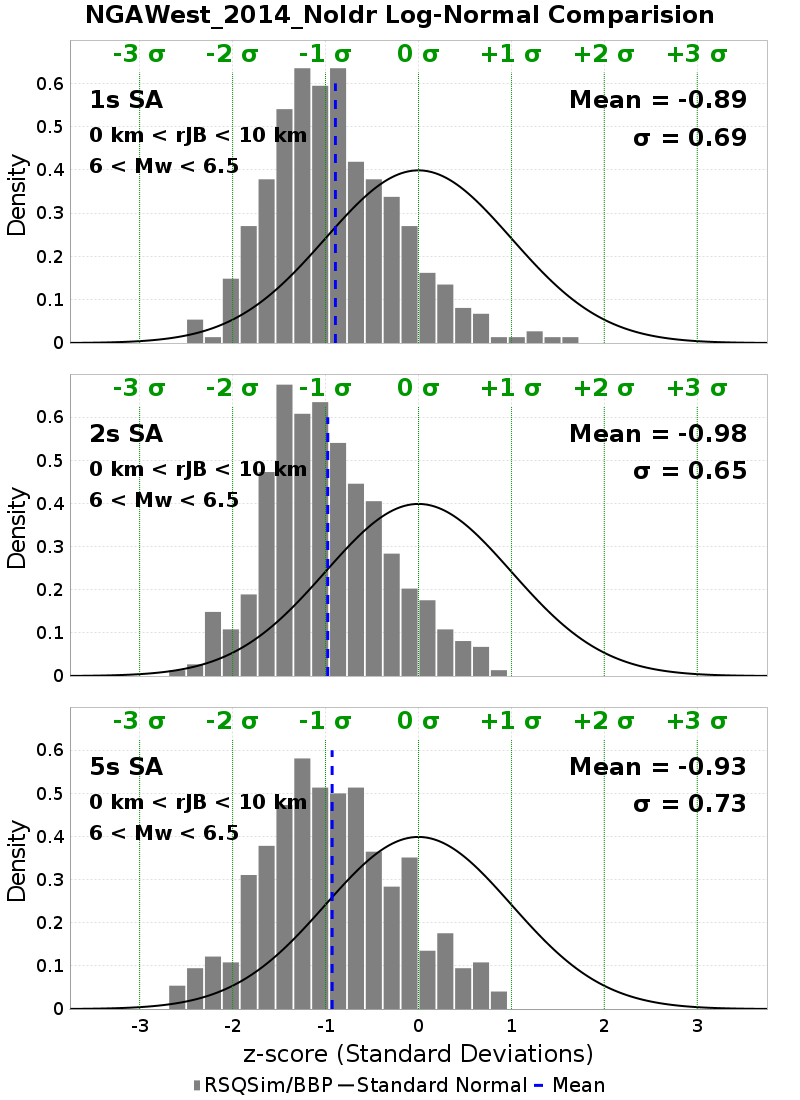 NGAWest_2014_NoIdr Log-Normal Comparision
-3 σ -2 σ -1 σ 0 σ +1 σ +2 σ +3 σ
1s SA
Mean = -0.89
0 km < rJB < 10 km
σ = 0.69
6 < Mw < 6.5
0.6
0.5
0.4
0.3
0.2
0.1
0
Density
-3 σ -2 σ -1 σ 0 σ +1 σ +2 σ +3 σ
2s SA
Mean = -0.98
0 km < rJB < 10 km
σ = 0.65
6 < Mw < 6.5
0.6
0.5
0.4
0.3
0.2
0.1
0
Density
-3 σ -2 σ -1 σ 0 σ +1 σ +2 σ +3 σ
5s SA
Mean = -0.93
0 km < rJB < 10 km
σ = 0.73
6 < Mw < 6.5
0.6
0.5
0.4
0.3
0.2
0.1
0
Density
-3 -2 -1 0 1 2 3
z-score (Standard Deviations)
RSQSim/BBP Standard Normal Mean